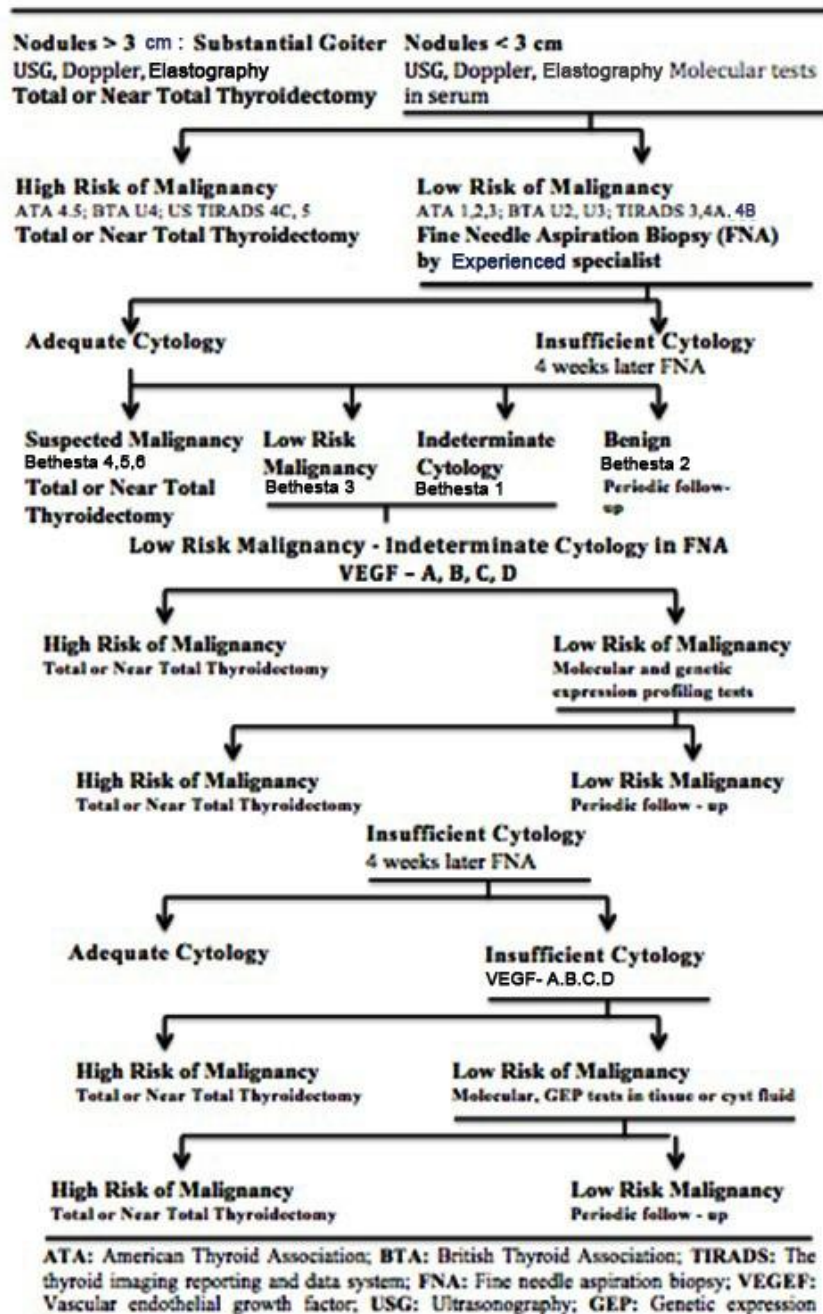 Nodules > 3 cm : Substantial Goiter
USG, Doppler, Elastography
Total or Near Total Thyroidectomy
Nodules < 3 cm
USG, Doppler, Elastography Molecular tests
in serum
High Risk of Malignancy
ATA 4.5; BTA U4; US TIRADS 4C, 5
Total or Near Total Thyroidectomy
Low Risk of Malignancy
ATA 1,2,3; BTA U2, U3; TIRADS 3,4A, 4B
Fine Needle Aspiration Biopsy (FNA)
by Experienced specialist
Adequate Cytology
Insufficient Cytology
4 weeks later FNA
Suspected Malignancy
Bethesta 4,5,6
Total or Near Total
Thyroidectomy
Low Risk
Malignancy
Bethesta 3
Indeterminate
Cytology
Bethesta 1
Benign
Bethesta 2
Periodic follow-
up
Low Risk Malignancy - Indeterminate Cytology in FNA
VEGF – A, B, C, D
High Risk of Malignancy
Total or Near Total Thyroidectomy
Low Risk of Malignancy
Molecular and genetic
expression profiling tests
High Risk of Malignancy
Total or Near Total Thyroidectomy
Low Risk Malignancy
Periodic follow - up
Insufficient Cytology
4 weeks later FNA
Adequate Cytology
Insufficient Cytology
VEGF- A.B.C.D
High Risk of Malignancy
Total or Near Total Thyroidectomy
Low Risk of Malignancy
Molecular, GEP tests in tissue or cyst fluid
High Risk of Malignancy
Total or Near Total Thyroidectomy
Low Risk Malignancy
Periodic follow - up
ATA: American Thyroid Association; BTA: British Thyroid Association; TIRADS: The
thyroid imaging reporting and data system; FNA: Fine needle aspiration biopsy; VEGEF:
Vascular endothelial growth factor; USG: Ultrasonography; GEP: Genetic expression